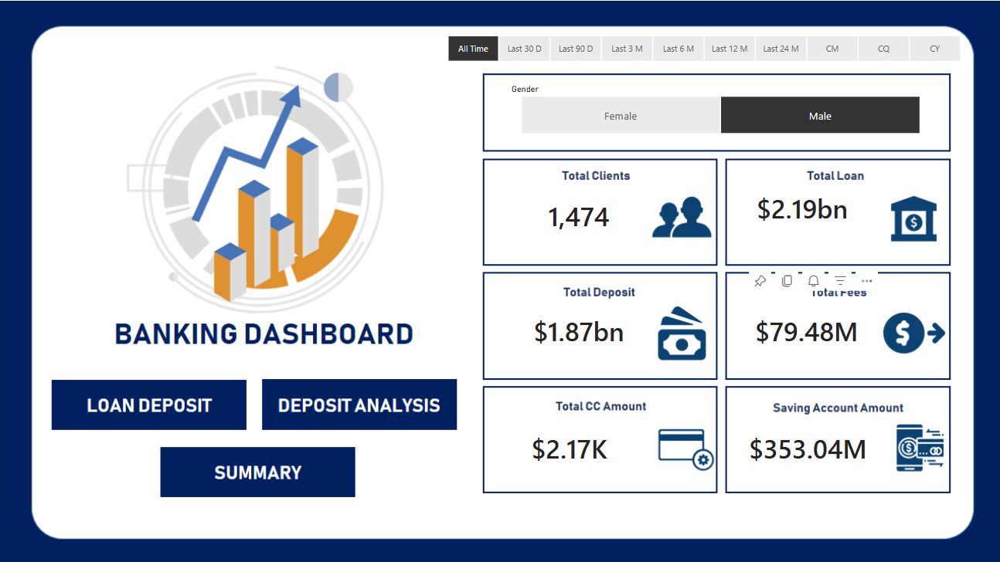 All Time Last 30 D Last 90 D Last 3 M Last 6 M Last 12 M Last 24 M CM CQ CY
Gender
Female Male
Total Clients
1,474
Total Loan
$2.19bn
Total Deposit
$1.87bn
Total Fees
$79.48M
Total CC Amount
$2.17K
Saving Account Amount
$353.04M
BANKING DASHBOARD
LOAN DEPOSIT DEPOSIT ANALYSIS
SUMMARY